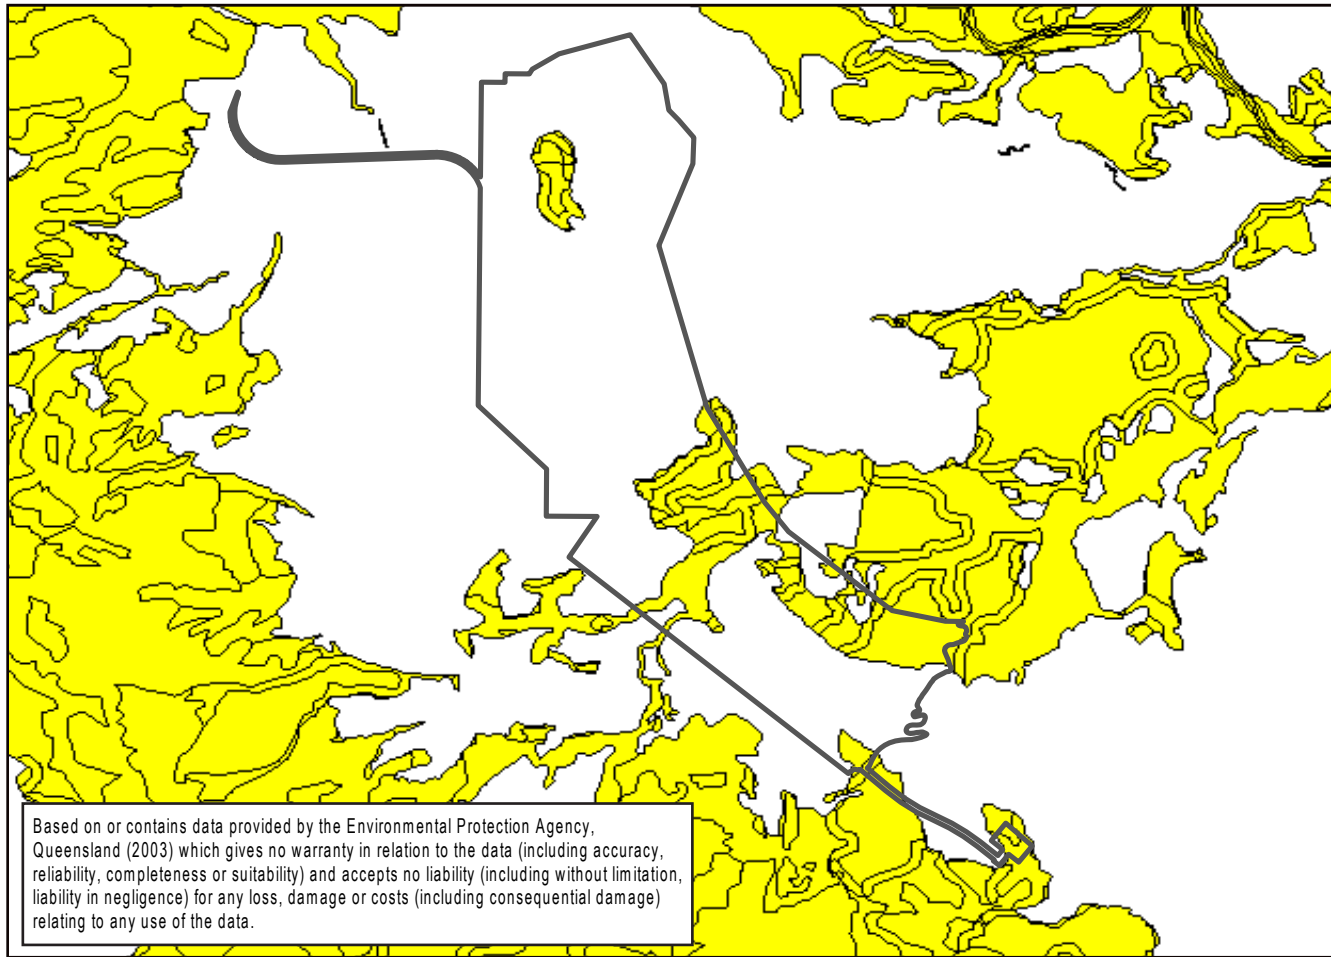 Based on or contains data provided by the Environmental Protection Agency,
Queensland (2003) which gives no warranty in relation to the data (including accuracy,
reliability, completeness or suitability) and accepts no liability (including without limitation,
liability in negligence) for any loss, damage or costs (including consequential damage)
relating to any use of the data.